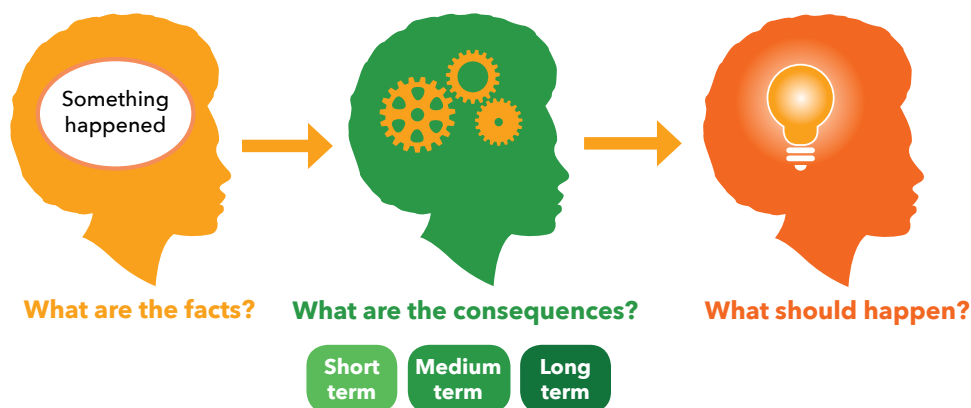 Something
happened
What are the facts?
What are the consequences?
What should happen?
Short
term
Medium
term
Long
term